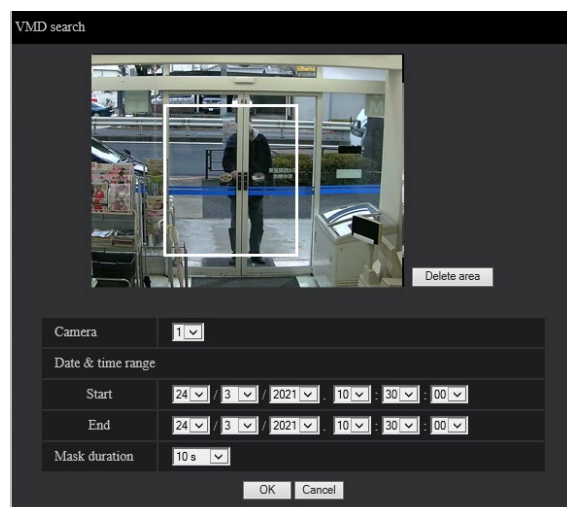 VMD search
M
Delete area
Camera 1
Date & time range
Start 24 / 3 / 2021 . 10 : 30 : 00
End 24 / 3 / 2021 . 10 : 30 : 00
Mask duration 10 s
OK Cancel